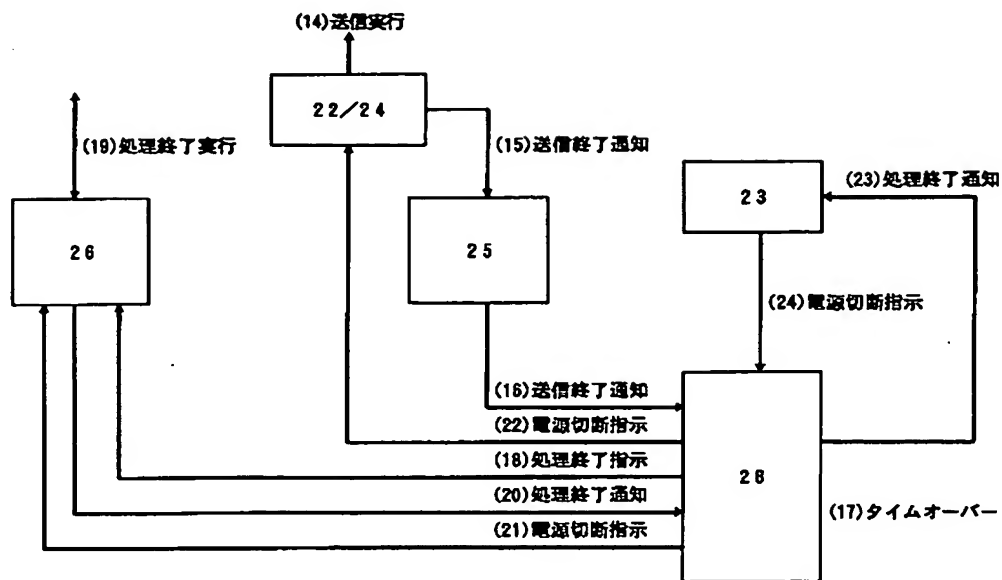 (14)送信実行
22/24
(19)処理終了実行
(15)送信終了通知
(23)処理終了通知
23
26
25
(24)電源切断指示
(16)送信終了通知
(22)電源切断指示
(18)処理終了指示
28
(20)処理終了通知
(17)タイムオーバー
(21)電源切断指示